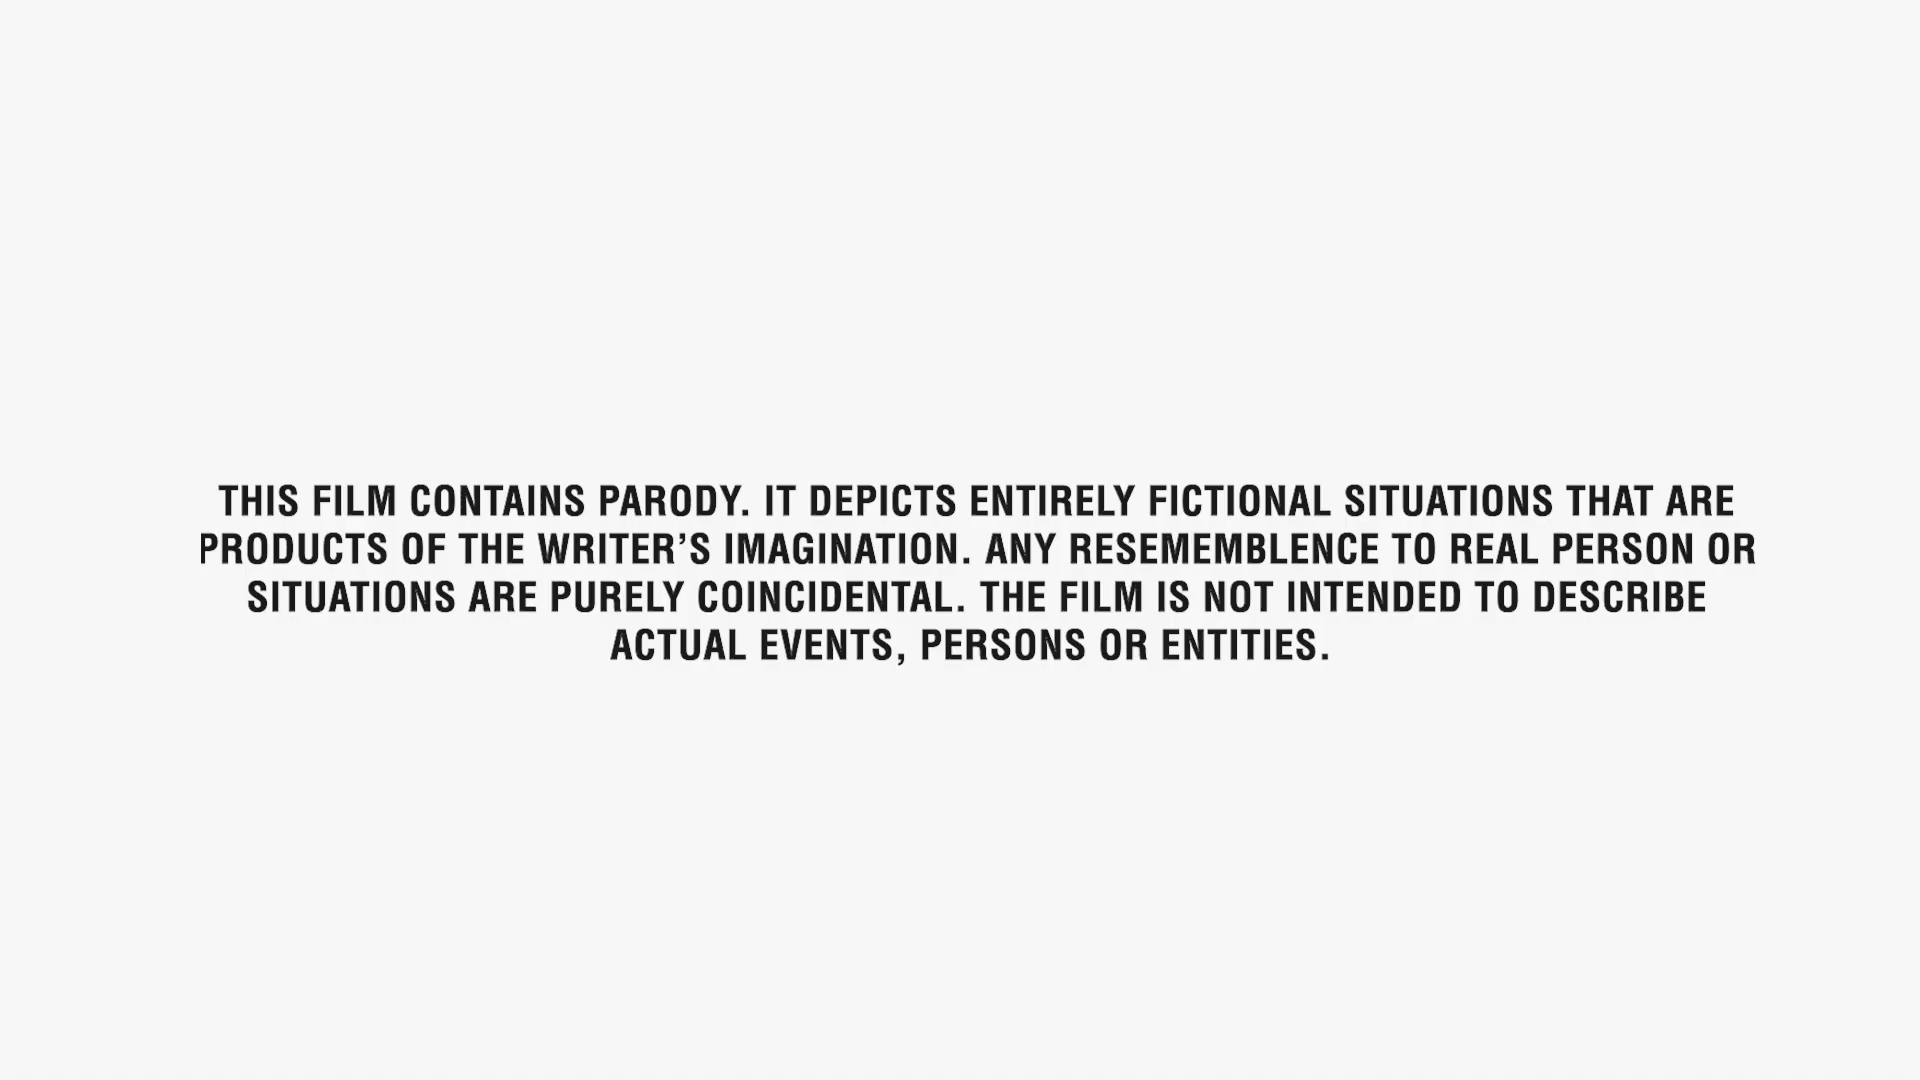 THIS FILM CONTAINS PARODY. IT DEPICTS ENTIRELY FICTIONAL SITUATIONS THAT ARE
PRODUCTS OF THE WRITER’S IMAGINATION. ANY RESEMEMBLENCE TO REAL PERSON OR
SITUATIONS ARE PURELY COINCIDENTAL. THE FILM IS NOT INTENDED TO DESCRIBE
ACTUAL EVENTS, PERSONS OR ENTITIES.